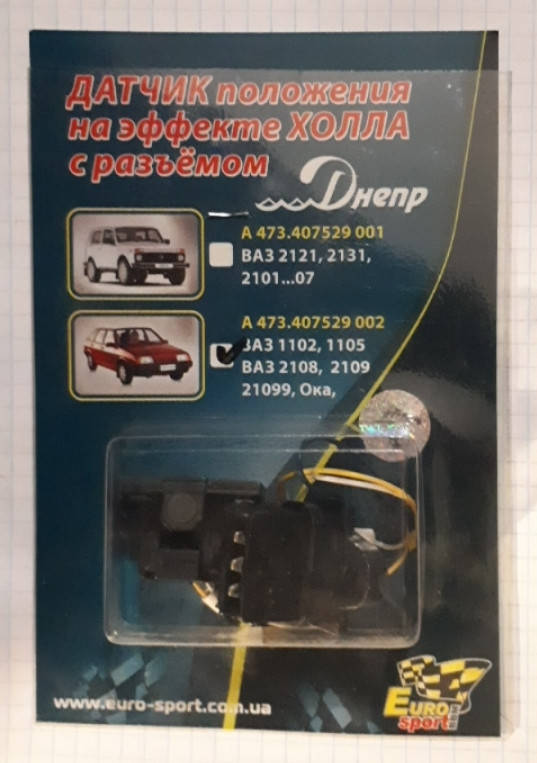 ДАТЧИК положения
на эффекте ХОЛЛА
с разъёмом
Днепр
А 473.407529 001
ВАЗ 2121, 2131,
2101...07
А 473.407529 002
ЗАЗ 1102, 1105
ВАЗ 2108, 2109
21099, Ока,
www.euro-sport.com.ua
EURO
sport